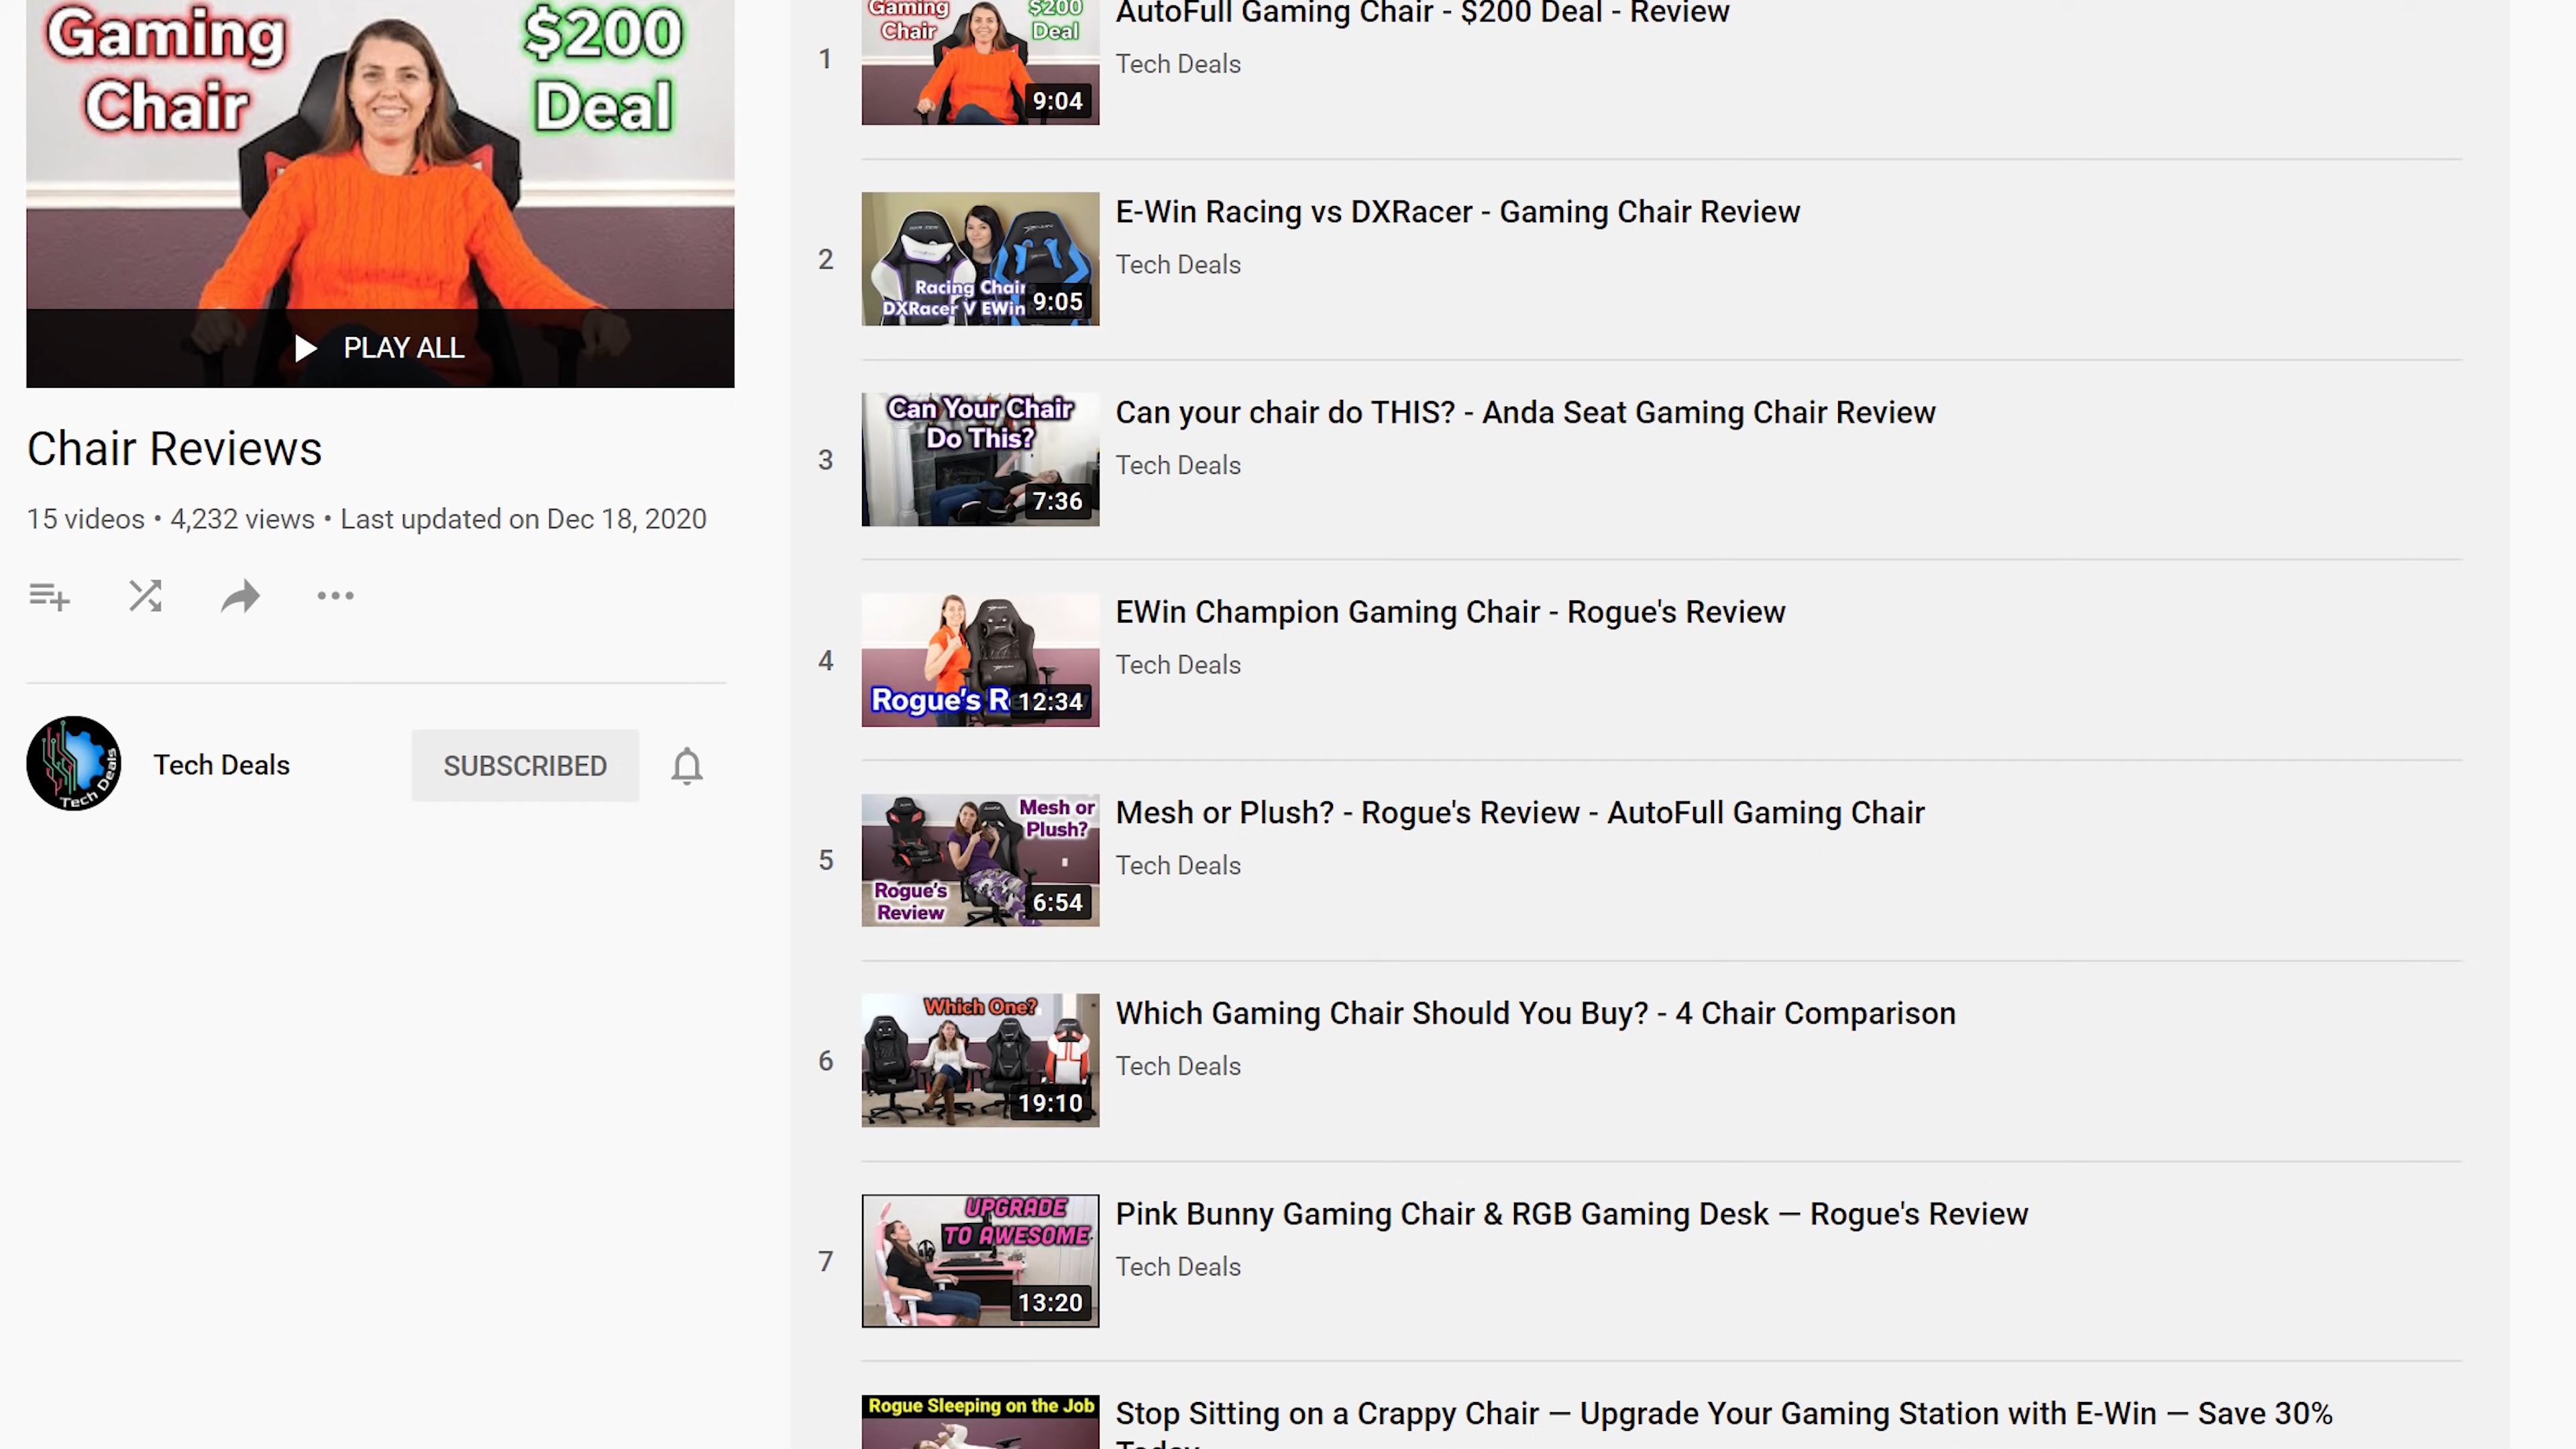 Gaming
Chair
$200
Deal
PLAY ALL
Chair Reviews
15 videos • 4,232 views • Last updated on Dec 18, 2020
Tech Deals
Tech Deals
SUBSCRIBED
1
Gaming
Chair
$200
Deal
9:04
AutoFull Gaming Chair - $200 Deal - Review
Tech Deals
2
Racing Chair
DXRacer V EWin
9:05
E-Win Racing vs DXRacer - Gaming Chair Review
Tech Deals
3
Can Your Chair
Do This?
7:36
Can your chair do THIS? - Anda Seat Gaming Chair Review
Tech Deals
4
Rogue's
12:34
EWin Champion Gaming Chair - Rogue's Review
Tech Deals
5
Mesh or
Plush?
Rogue's
Review
6:54
Mesh or Plush? - Rogue's Review - AutoFull Gaming Chair
Tech Deals
6
Which One?
19:10
Which Gaming Chair Should You Buy? - 4 Chair Comparison
Tech Deals
7
UPGRADE
TO AWESOME
13:20
Pink Bunny Gaming Chair & RGB Gaming Desk — Rogue's Review
Tech Deals
Rogue Sleeping on the Job
Stop Sitting on a Crappy Chair — Upgrade Your Gaming Station with E-Win — Save 30%
Today